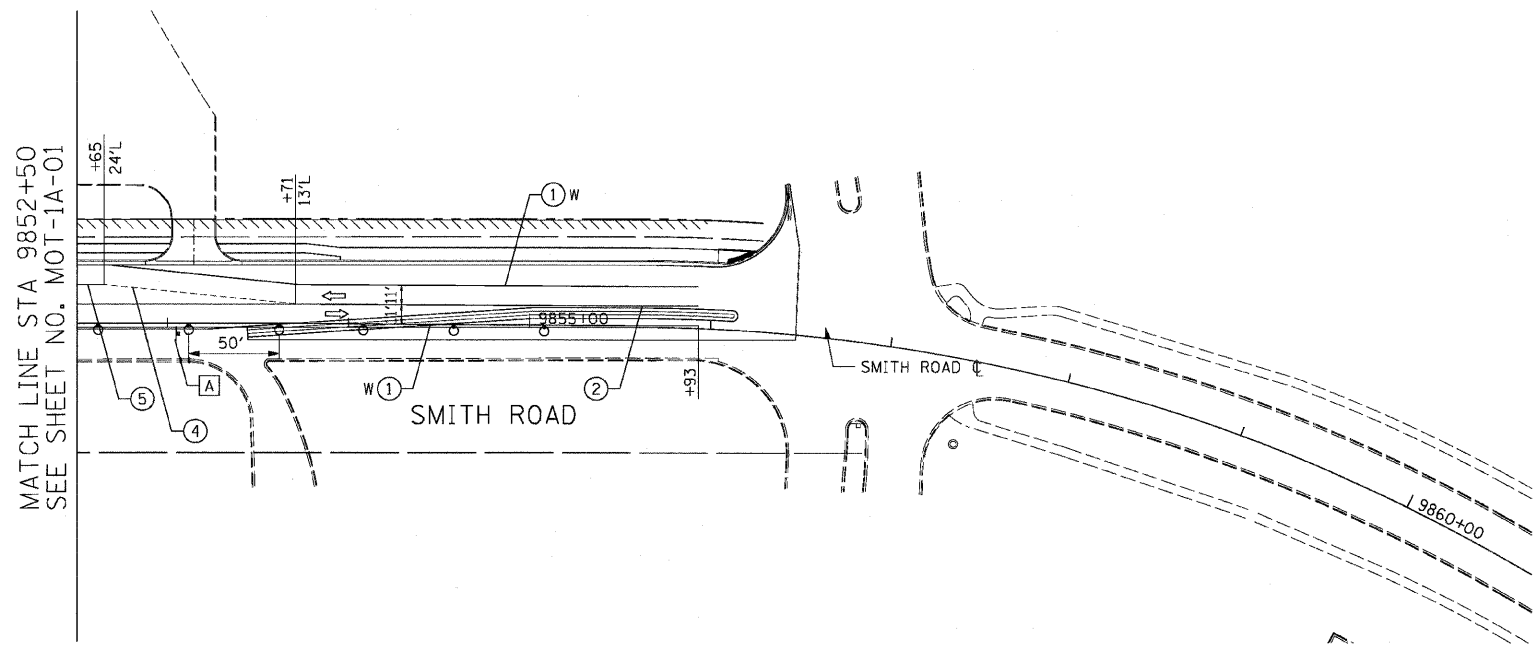 MATCH LINE STA 9852+50
SEE SHEET NO. MOT-1A-01
+65
24'L
+71
13'L
1 W
1'11'
9855+00
50'
5
A
4
W 1
2
+93
SMITH ROAD
SMITH ROAD ℄
9860+00